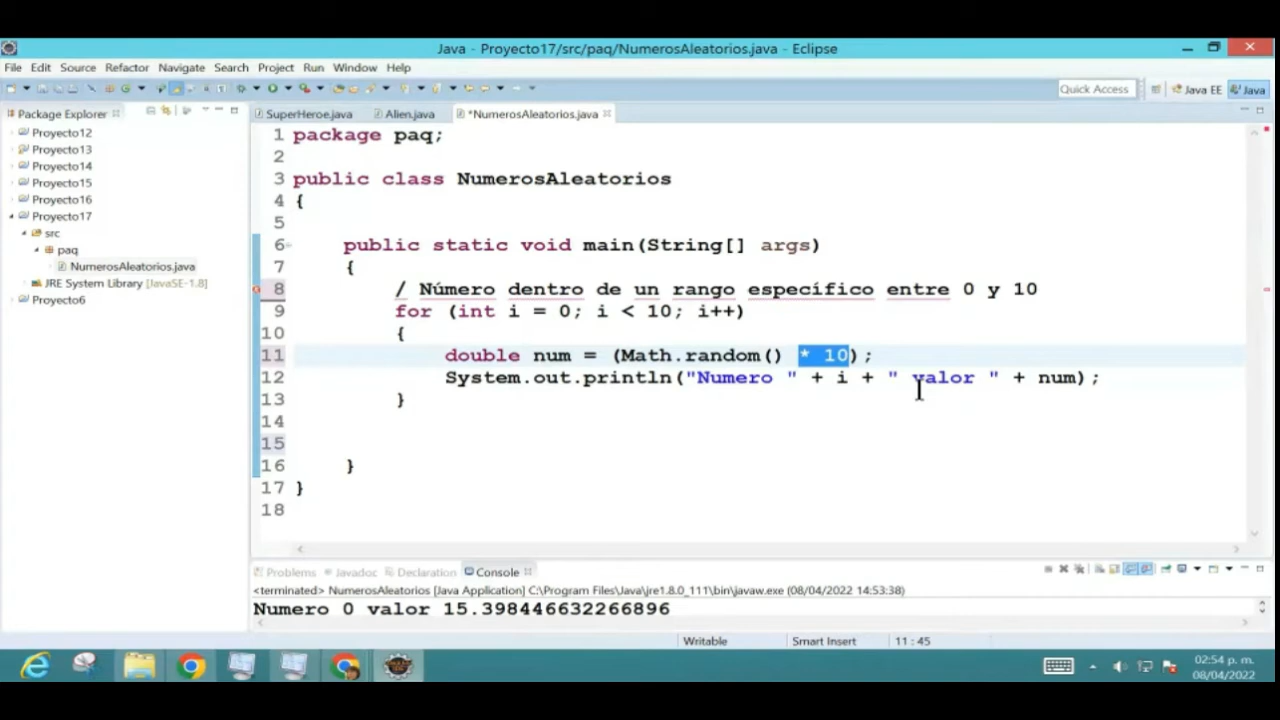 Java - Proyecto17/src/paq/NumerosAleatorios.java - Eclipse
File Edit Source Refactor Navigate Search Project Run Window Help
Quick Access Java EE Java
Package Explorer
Proyecto12
Proyecto13
Proyecto14
Proyecto15
Proyecto16
Proyecto17
src
paq
NumerosAleatorios.java
JRE System Library [JavaSE-1.8]
Proyecto6
SuperHeroe.java Alien.java *NumerosAleatorios.java
1 package paq;
2
3 public class NumerosAleatorios
4 {
5
6 public static void main(String[] args)
7 {
8 / Número dentro de un rango específico entre 0 y 10
9 for (int i = 0; i < 10; i++)
10 {
11 double num = (Math.random() * 10);
12 System.out.println("Numero " + i + " valor " + num);
13 }
14
15
16 }
17 }
18
Problems Javadoc Declaration Console
<terminated> NumerosAleatorios [Java Application] C:\Program Files\Java\jre1.8.0_111\bin\javaw.exe (08/04/2022 14:53:38)
Numero 0 valor 15.398446632266896
Writable Smart Insert 11 : 45
02:54 p. m.
08/04/2022